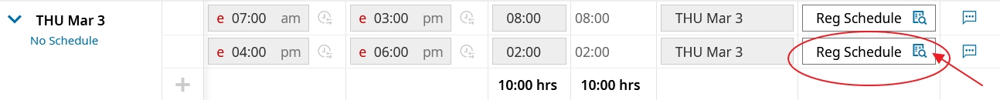 THU Mar 3 e 07:00 am e 03:00 pm 08:00 08:00 THU Mar 3 Reg Schedule
No Schedule
e 04:00 pm e 06:00 pm 02:00 02:00 THU Mar 3 Reg Schedule
10:00 hrs 10:00 hrs